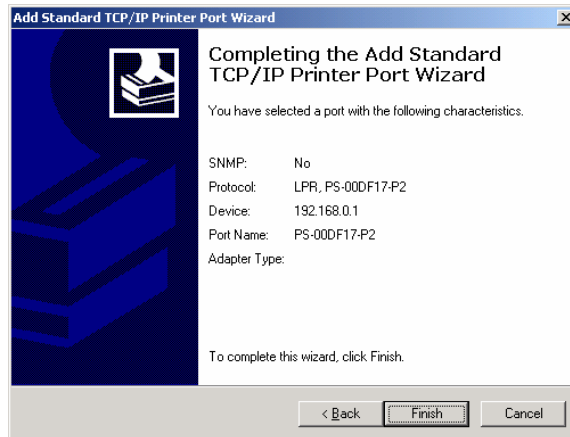 Add Standard TCP/IP Printer Port Wizard
Completing the Add Standard
TCP/IP Printer Port Wizard
You have selected a port with the following characteristics.
SNMP: No
Protocol: LPR, PS-00DF17-P2
Device: 192.168.0.1
Port Name: PS-00DF17-P2
Adapter Type:
To complete this wizard, click Finish.
< Back Finish Cancel